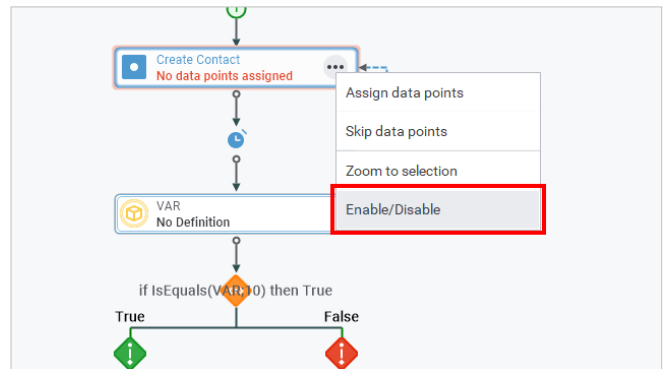 Create Contact
No data points assigned
Assign data points
Skip data points
Zoom to selection
Enable/Disable
VAR
No Definition
if IsEquals(VAR;10) then True
True
False